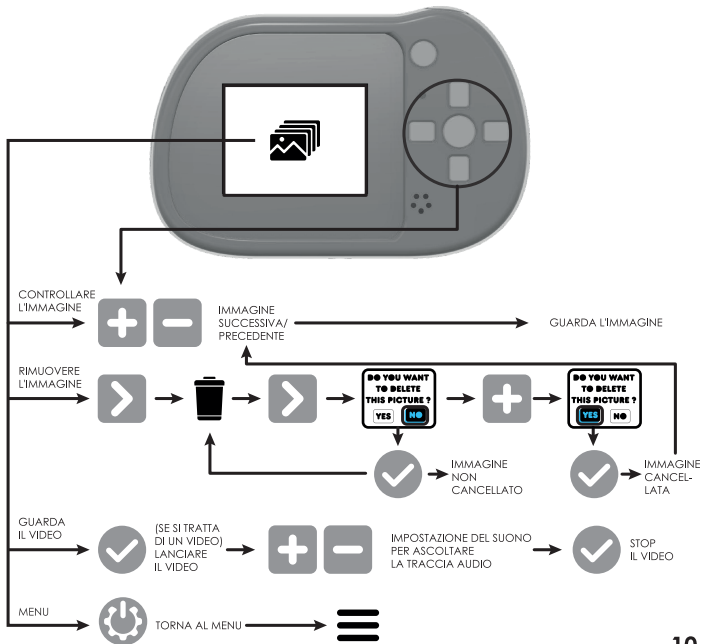 CONTROLLARE
L'IMMAGINE
IMMAGINE
SUCCESSIVA/
PRECEDENTE
GUARDA L'IMMAGINE
RIMUOVERE
L'IMMAGINE
DO YOU WANT
TO DELETE
THIS PICTURE ?
YES NO
DO YOU WANT
TO DELETE
THIS PICTURE ?
YES NO
IMMAGINE
NON
CANCELLATO
IMMAGINE
CANCEL-
LATA
GUARDA
IL VIDEO
(SE SI TRATTA
DI UN VIDEO)
LANCIARE
IL VIDEO
IMPOSTAZIONE DEL SUONO
PER ASCOLTARE
LA TRACCIA AUDIO
STOP
IL VIDEO
MENU
TORNA AL MENU